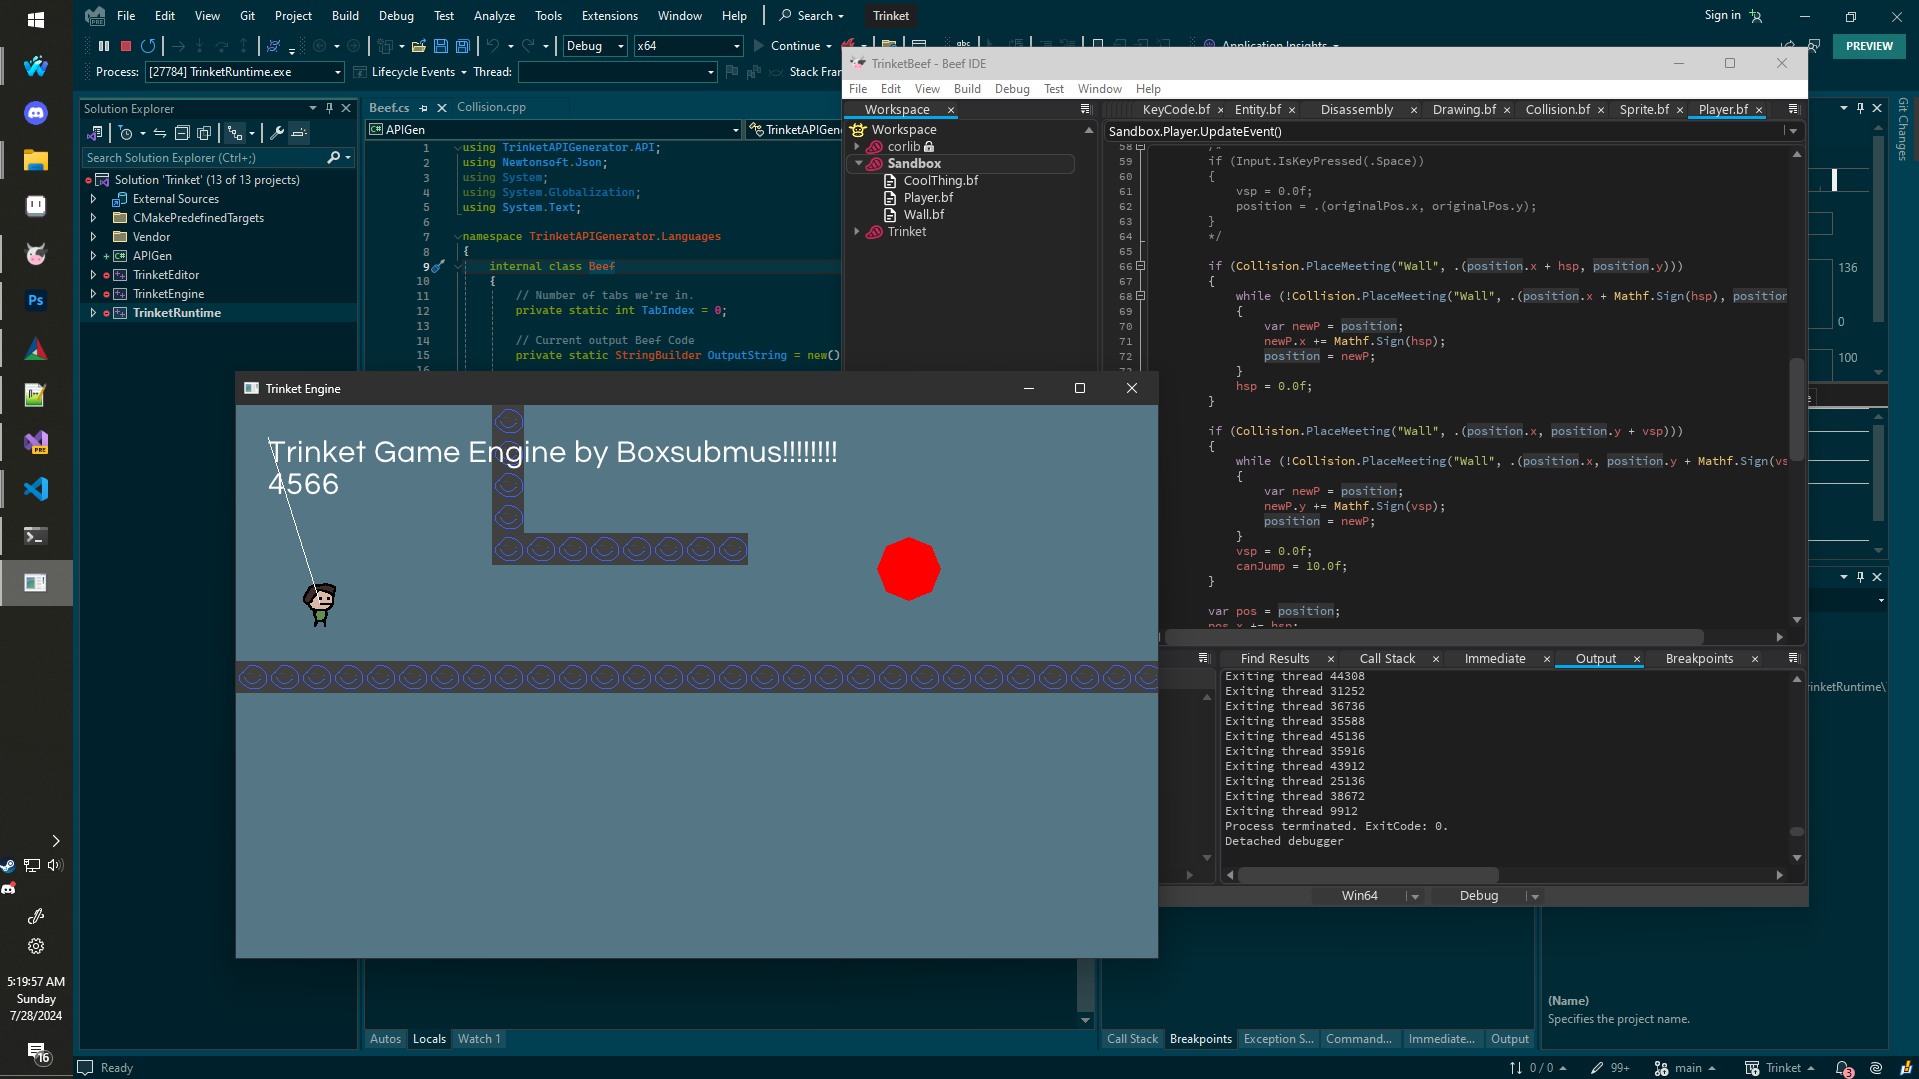 File Edit View Git Project Build Debug Test Analyze Tools Extensions Window Help Search Trinket Sign in
Debug x64 Continue Application Insights PREVIEW
Process: [27784] TrinketRuntime.exe Lifecycle Events Thread: Stack Fram
Solution Explorer
Search Solution Explorer (Ctrl+;)
Solution 'Trinket' (13 of 13 projects)
External Sources
CMakePredefinedTargets
Vendor
APIGen
TrinketEditor
TrinketEngine
TrinketRuntime
Beef.cs Collision.cpp
APIGen TrinketAPIGen
1 using TrinketAPIGenerator.API;
2 using Newtonsoft.Json;
3 using System;
4 using System.Globalization;
5 using System.Text;
6
7 namespace TrinketAPIGenerator.Languages
8 {
9 internal class Beef
10 {
11 // Number of tabs we're in.
12 private static int TabIndex = 0;
13
14 // Current output Beef Code
15 private static StringBuilder OutputString = new()
16
TrinketBeef - Beef IDE
File Edit View Build Debug Test Window Help
Workspace
Workspace
corlib
Sandbox
CoolThing.bf
Player.bf
Wall.bf
Trinket
KeyCode.bf Entity.bf Disassembly Drawing.bf Collision.bf Sprite.bf Player.bf
Sandbox.Player.UpdateEvent()
58 /*
59 if (Input.IsKeyPressed(.Space))
60 {
61 vsp = 0.0f;
62 position = .(originalPos.x, originalPos.y);
63 }
64 */
65
66 if (Collision.PlaceMeeting("Wall", .(position.x + hsp, position.y)))
67 {
68 while (!Collision.PlaceMeeting("Wall", .(position.x + Mathf.Sign(hsp), position
69 {
70 var newP = position;
71 newP.x += Mathf.Sign(hsp);
72 position = newP;
73 }
hsp = 0.0f;
}
if (Collision.PlaceMeeting("Wall", .(position.x, position.y + vsp)))
{
while (!Collision.PlaceMeeting("Wall", .(position.x, position.y + Mathf.Sign(vs
{
var newP = position;
newP.y += Mathf.Sign(vsp);
position = newP;
}
vsp = 0.0f;
canJump = 10.0f;
}
var pos = position;
pos.x += hsp;
Trinket Engine
Trinket Game Engine by Boxsubmus!!!!!!!!
4566
Find Results Call Stack Immediate Output Breakpoints
Exiting thread 44308
Exiting thread 31252
Exiting thread 36736
Exiting thread 35588
Exiting thread 45136
Exiting thread 35916
Exiting thread 43912
Exiting thread 25136
Exiting thread 38672
Exiting thread 9912
Process terminated. ExitCode: 0.
Detached debugger
Win64 Debug
Git Changes
136
0
100
rinketRuntime\
(Name)
Specifies the project name.
Autos Locals Watch 1
Call Stack Breakpoints Exception S... Command... Immediate... Output
Ready 0 / 0 99+ main Trinket 3
Ps
PRE
5:19:57 AM
Sunday
7/28/2024
16